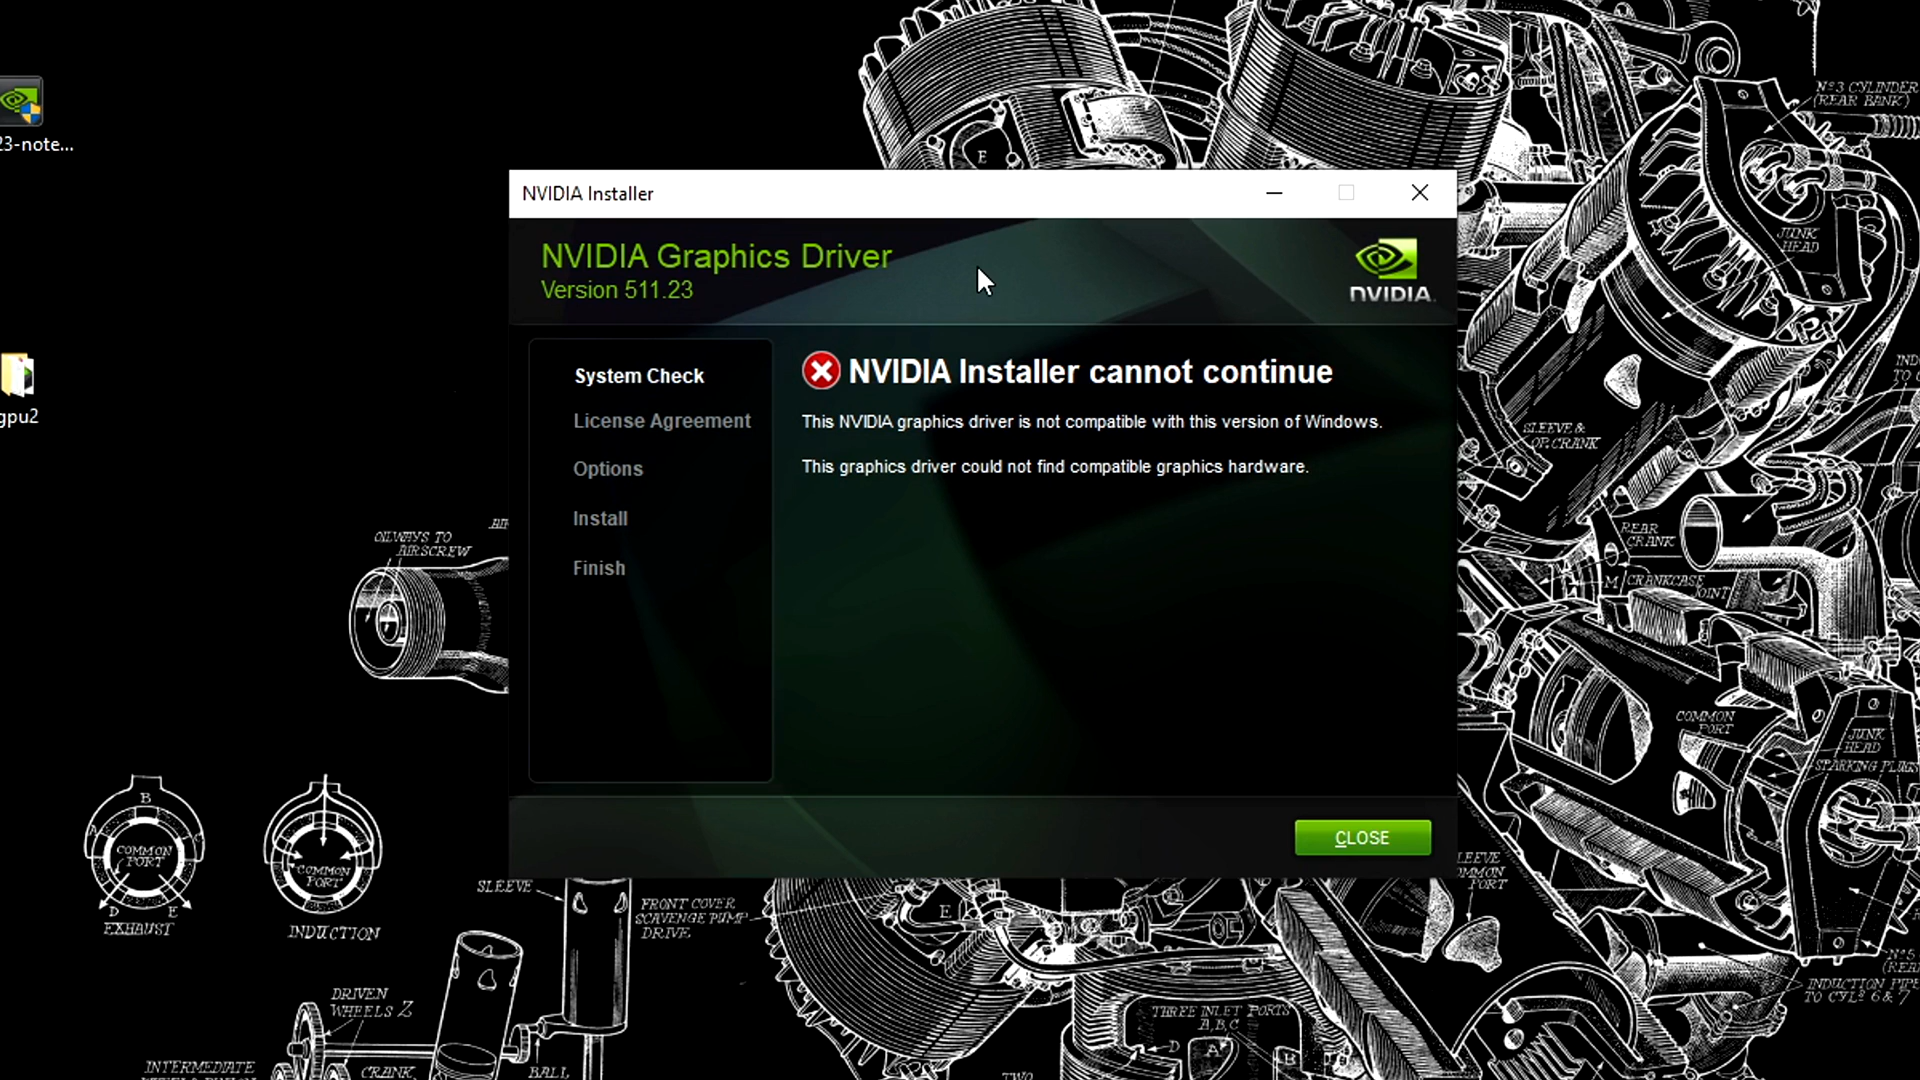 23-note...
gpu2
NVIDIA Installer
NVIDIA Graphics Driver
Version 511.23
NVIDIA
System Check
License Agreement
Options
Install
Finish
NVIDIA Installer cannot continue
This NVIDIA graphics driver is not compatible with this version of Windows.
This graphics driver could not find compatible graphics hardware.
CLOSE
E
Nº3 CYLINDER
(REAR BANK)
JUNK
HEAD
SLEEVE &
OP. CRANK
REAR
CRANK
M
CRANKCASE
JOINT
COMMON
PORT
JUNK
HEAD
SPARKING PLUGS
INDUCTION PIPE
TO CYLS 6 & 7
OILWAYS TO
AIRSCREW
B
COMMON
PORT
D
E
EXHAUST
COMMON
PORT
INDUCTION
SLEEVE
FRONT COVER
SCAVENGE PUMP
DRIVE
DRIVEN
WHEELS Z
INTERMEDIATE
CRANK
BALL
E
THREE INLET PORTS
A,B,C
D
A
B
TWO